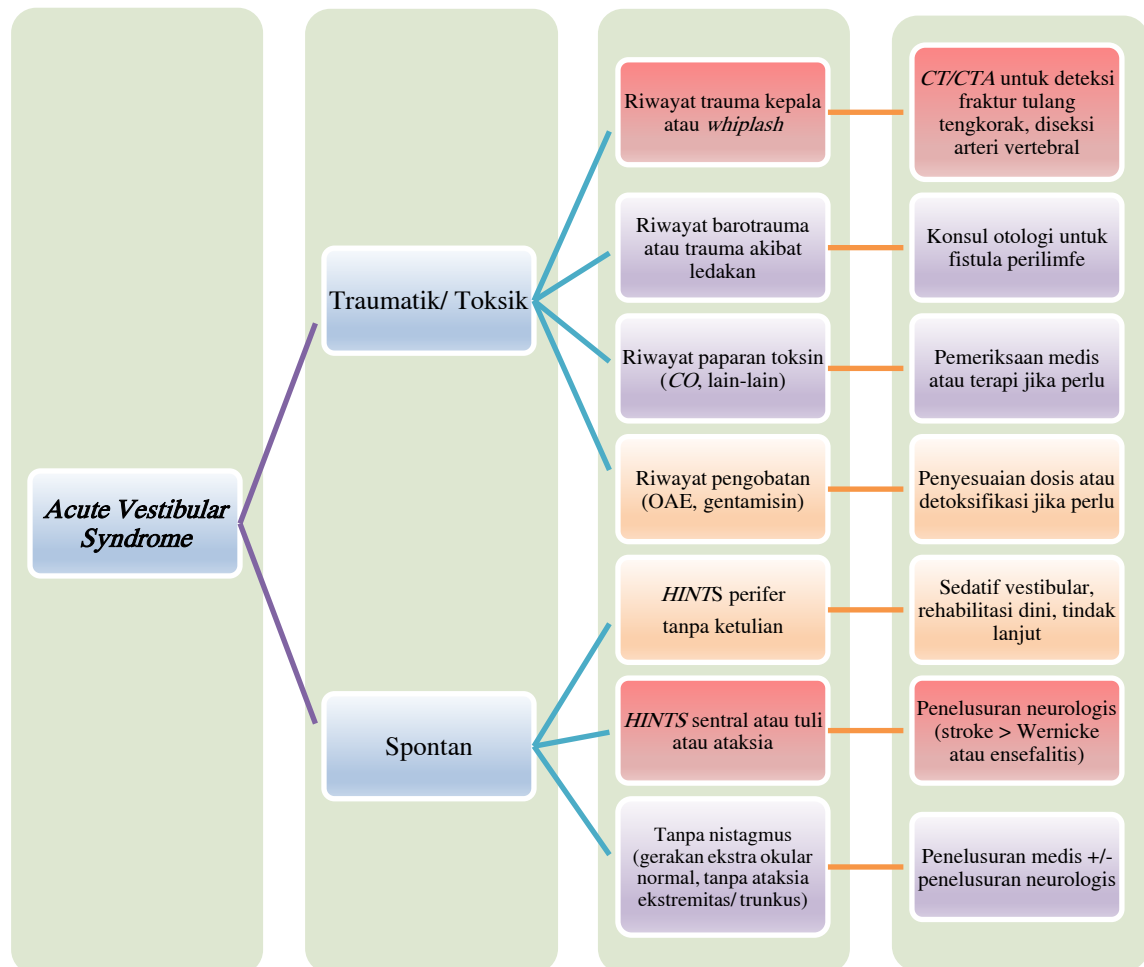 Acute Vestibular
Syndrome
Traumatik/ Toksik
Riwayat trauma kepala
atau whiplash
CT/CTA untuk deteksi
fraktur tulang
tengkorak, diseksi
arteri vertebral
Riwayat barotrauma
atau trauma akibat
ledakan
Konsul otologi untuk
fistula perilimfe
Riwayat paparan toksin
(CO, lain-lain)
Pemeriksaan medis
atau terapi jika perlu
Riwayat pengobatan
(OAE, gentamisin)
Penyesuaian dosis atau
detoksifikasi jika perlu
Spontan
HINTS perifer
tanpa ketulian
Sedatif vestibular,
rehabilitasi dini, tindak
lanjut
HINTS sentral atau tuli
atau ataksia
Penelusuran neurologis
(stroke > Wernicke
atau ensefalitis)
Tanpa nistagmus
(gerakan ekstra okular
normal, tanpa ataksia
ekstremitas/ trunkus)
Penelusuran medis +/-
penelusuran neurologis